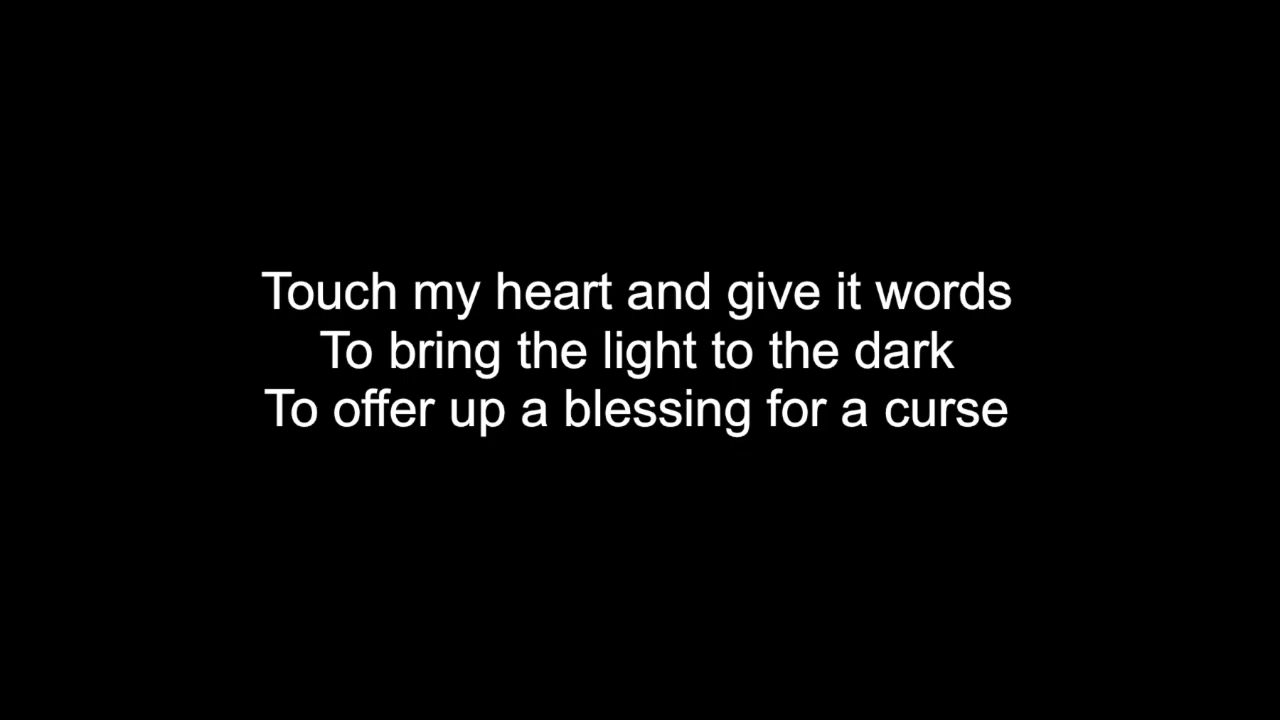 Touch my heart and give it words
To bring the light to the dark
To offer up a blessing for a curse